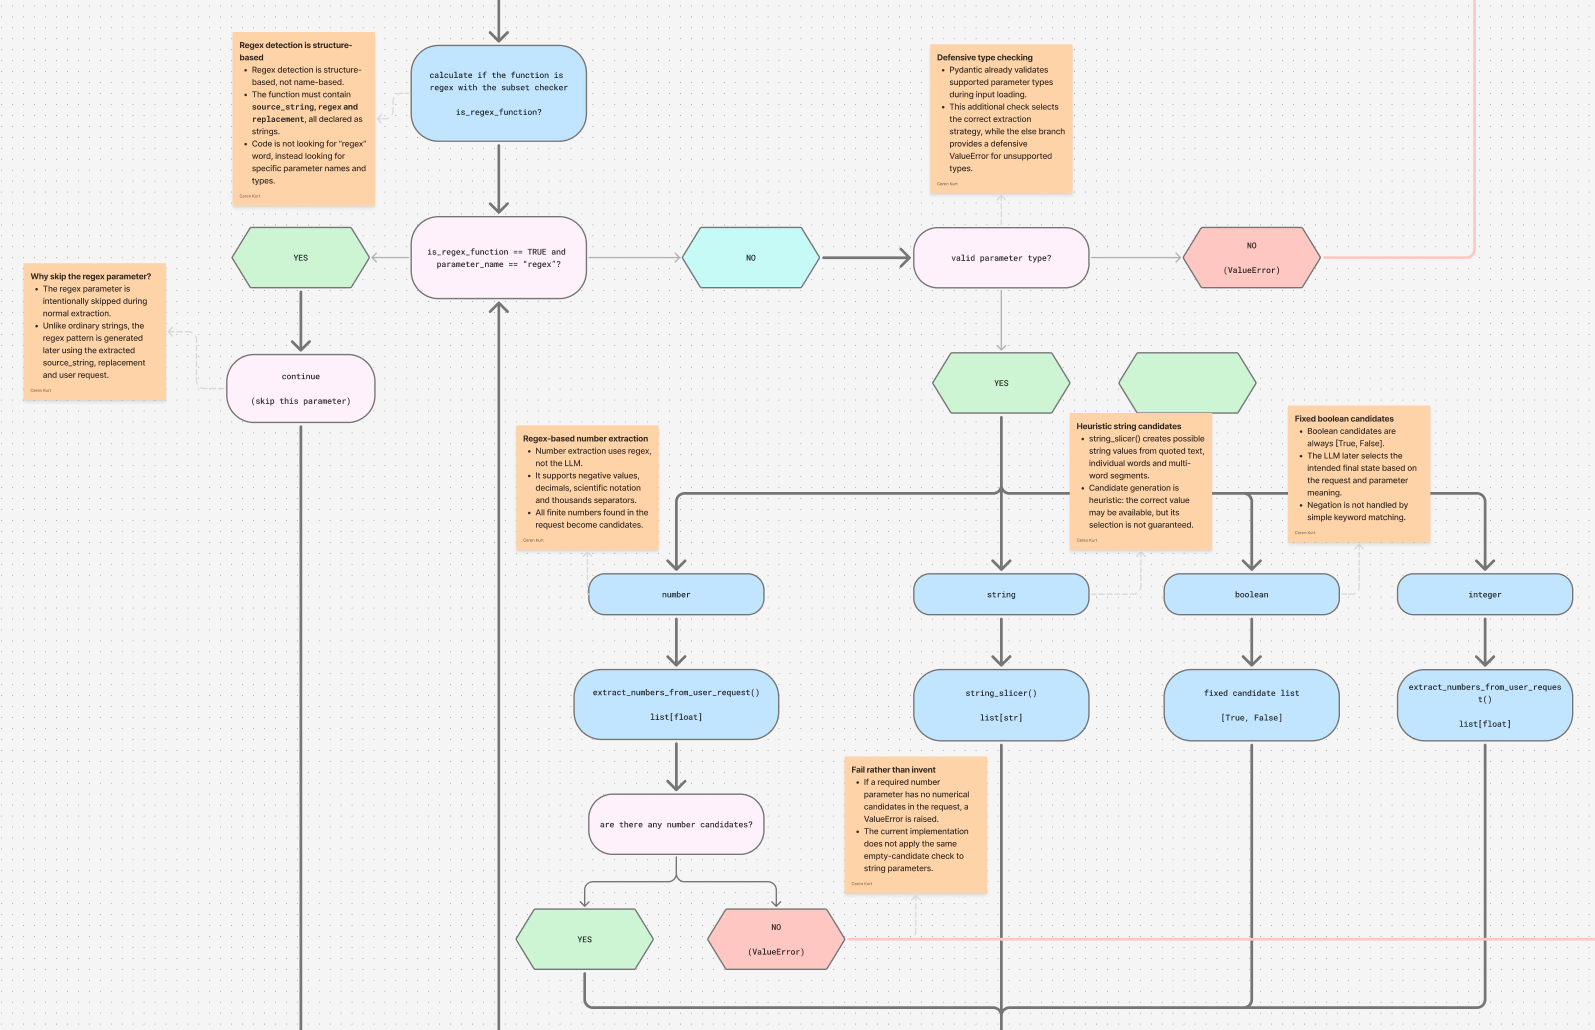 Regex detection is structure-
based
• Regex detection is structure-
based, not name-based.
• The function must contain
source_string, regex and
replacement, all declared as
strings.
• Code is not looking for "regex"
word, instead looking for
specific parameter names and
types.
Ceren Kurt
calculate if the function is
regex with the subset checker
is_regex_function?
Defensive type checking
• Pydantic already validates
supported parameter types
during input loading.
• This additional check selects
the correct extraction
strategy, while the else branch
provides a defensive
ValueError for unsupported
types.
Ceren Kurt
YES
is_regex_function == TRUE and
parameter_name == "regex"?
NO
valid parameter type?
NO
(ValueError)
Why skip the regex parameter?
• The regex parameter is
intentionally skipped during
normal extraction.
• Unlike ordinary strings, the
regex pattern is generated
later using the extracted
source_string, replacement
and user request.
Ceren Kurt
continue
(skip this parameter)
YES
Regex-based number extraction
• Number extraction uses regex,
not the LLM.
• It supports negative values,
decimals, scientific notation
and thousands separators.
• All finite numbers found in the
request become candidates.
Ceren Kurt
Heuristic string candidates
• string_slicer() creates possible
string values from quoted text,
individual words and multi-
word segments.
• Candidate generation is
heuristic: the correct value
may be available, but its
selection is not guaranteed.
Ceren Kurt
Fixed boolean candidates
• Boolean candidates are
always [True, False].
• The LLM later selects the
intended final state based on
the request and parameter
meaning.
• Negation is not handled by
simple keyword matching.
Ceren Kurt
number
string
boolean
integer
extract_numbers_from_user_request()
list[float]
string_slicer()
list[str]
fixed candidate list
[True, False]
extract_numbers_from_user_reques
t()
list[float]
are there any number candidates?
Fail rather than invent
• If a required number
parameter has no numerical
candidates in the request, a
ValueError is raised.
• The current implementation
does not apply the same
empty-candidate check to
string parameters.
Ceren Kurt
YES
NO
(ValueError)